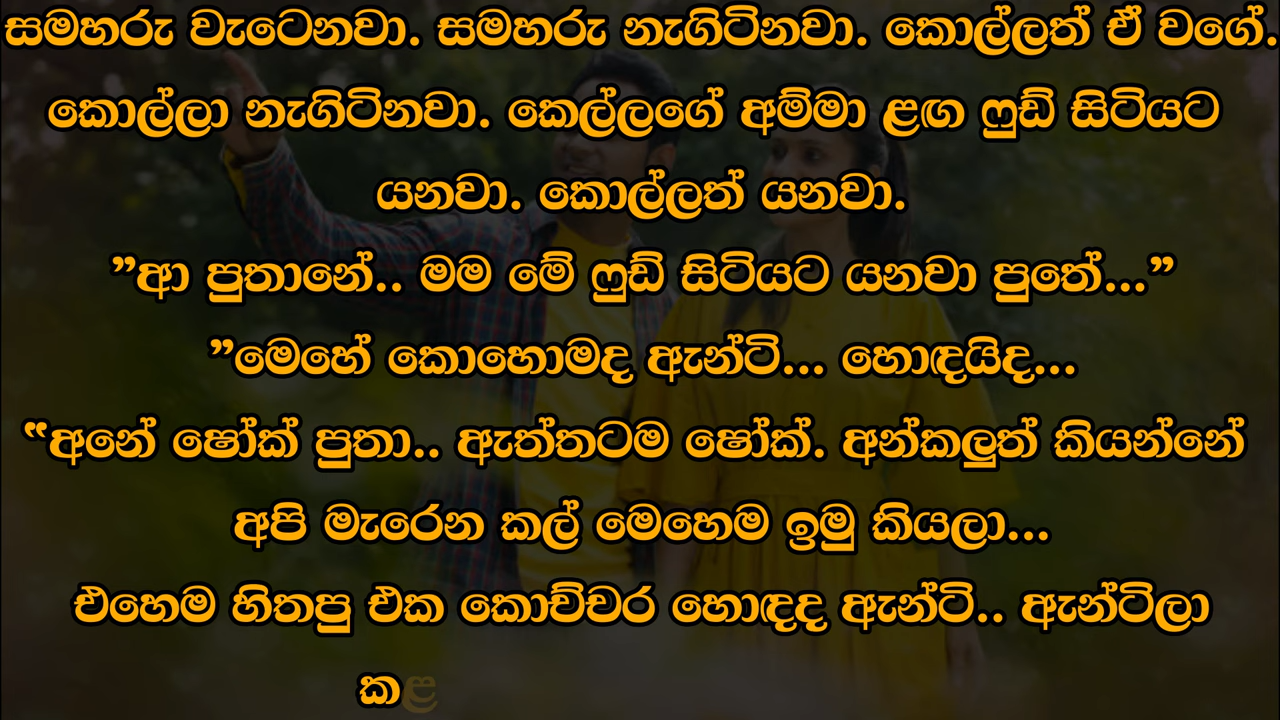 සමහරු වැටෙනවා. සමහරු නැගිටිනවා. කොල්ලත් ඒ වගේ.
කොල්ලා නැගිටිනවා. කෙල්ලගේ අම්මා ළඟ ෆුඩ් සිටියට
යනවා. කොල්ලත් යනවා.
”ආ පුතානේ.. මම මේ ෆුඩ් සිටියට යනවා පුතේ...”
”මෙහේ කොහොමද ඇන්ටි... හොඳයිද...
“අනේ ෂෝක් පුතා.. ඇත්තටම ෂෝක්. අන්කලුත් කියන්නේ
අපි මැරෙන කල් මෙහෙම ඉමු කියලා...
එහෙම හිතපු එක කොච්චර හොඳද ඇන්ටි.. ඇන්ටිලා
කළ